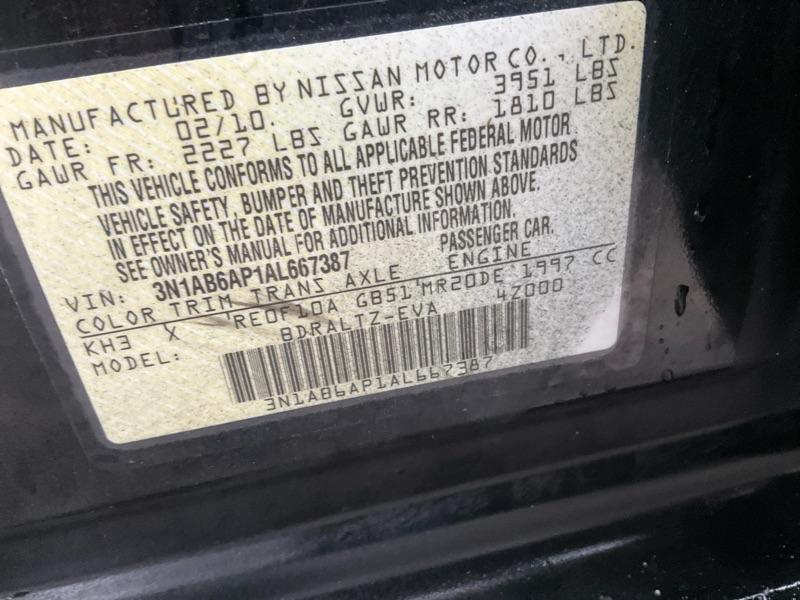 MANUFACTURED BY NISSAN MOTOR CO., LTD.
DATE: 02/10. GVWR: 3951 LBS
GAWR FR: 2227 LBS GAWR RR: 1810 LBS
THIS VEHICLE CONFORMS TO ALL APPLICABLE FEDERAL MOTOR
VEHICLE SAFETY, BUMPER AND THEFT PREVENTION STANDARDS
IN EFFECT ON THE DATE OF MANUFACTURE SHOWN ABOVE.
SEE OWNER'S MANUAL FOR ADDITIONAL INFORMATION.
VIN: 3N1AB6AP1AL667387 PASSENGER CAR.
COLOR TRIM TRANS AXLE ENGINE
KH3 X RE0F10A GB51 MR20DE 1997 CC
MODEL: BDRALTZ-EVA 4Z000
3N1AB6AP1AL667387